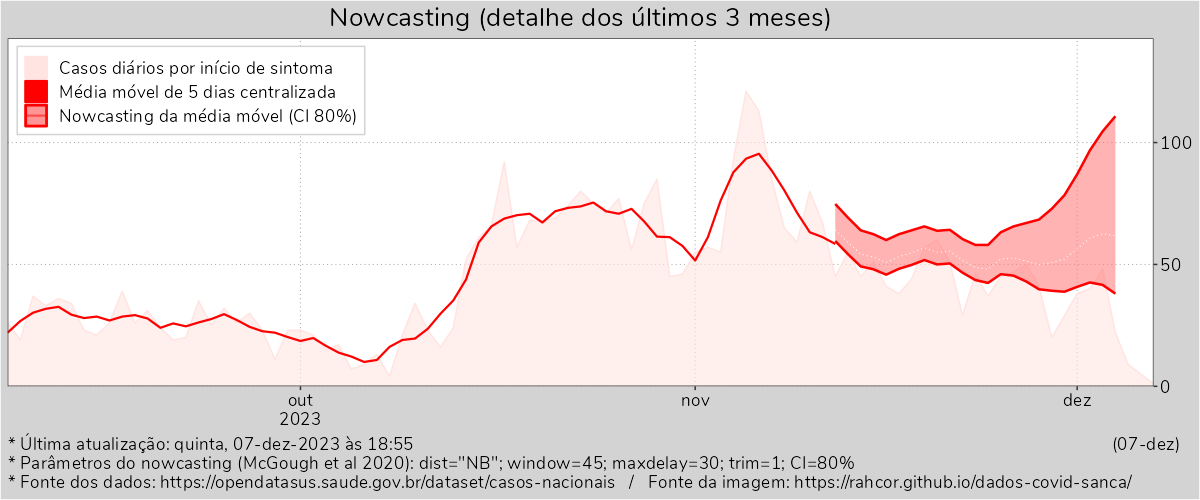 Nowcasting (detalhe dos últimos 3 meses)
Casos diários por início de sintoma
Média móvel de 5 dias centralizada
Nowcasting da média móvel (CI 80%)
100
50
0
out
2023
nov
dez
* Última atualização: quinta, 07-dez-2023 às 18:55
(07-dez)
* Parâmetros do nowcasting (McGough et al 2020): dist="NB"; window=45; maxdelay=30; trim=1; CI=80%
* Fonte dos dados: https://opendatasus.saude.gov.br/dataset/casos-nacionais / Fonte da imagem: https://rahcor.github.io/dados-covid-sanca/